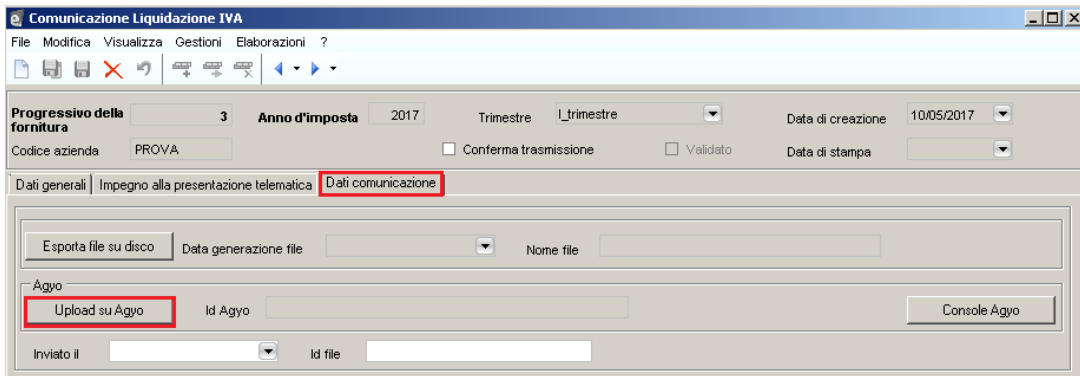 Comunicazione Liquidazione IVA
File Modifica Visualizza Gestioni Elaborazioni ?
Progressivo della fornitura 3 Anno d'imposta 2017 Trimestre I_trimestre Data di creazione 10/05/2017
Codice azienda PROVA Conferma trasmissione Validato Data di stampa
Dati generali Impegno alla presentazione telematica Dati comunicazione
Esporta file su disco Data generazione file Nome file
Agyo
Upload su Agyo Id Agyo Console Agyo
Inviato il Id file